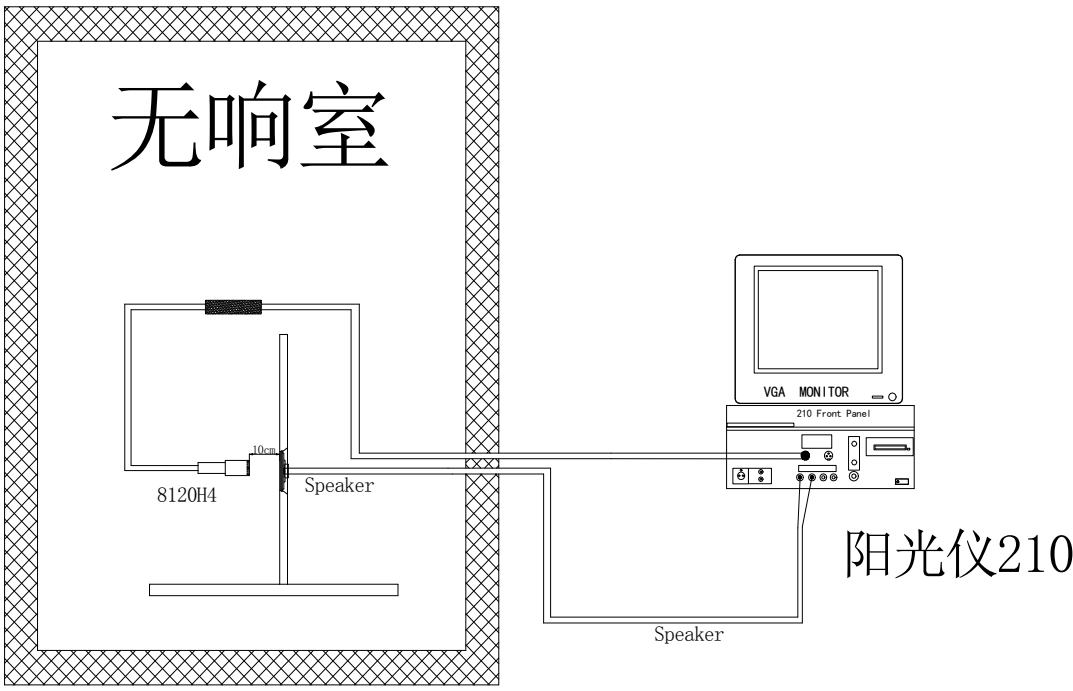 无响室
VGA MONITOR
210 Front Panel
10cm
Speaker
8120H4
阳光仪210
Speaker